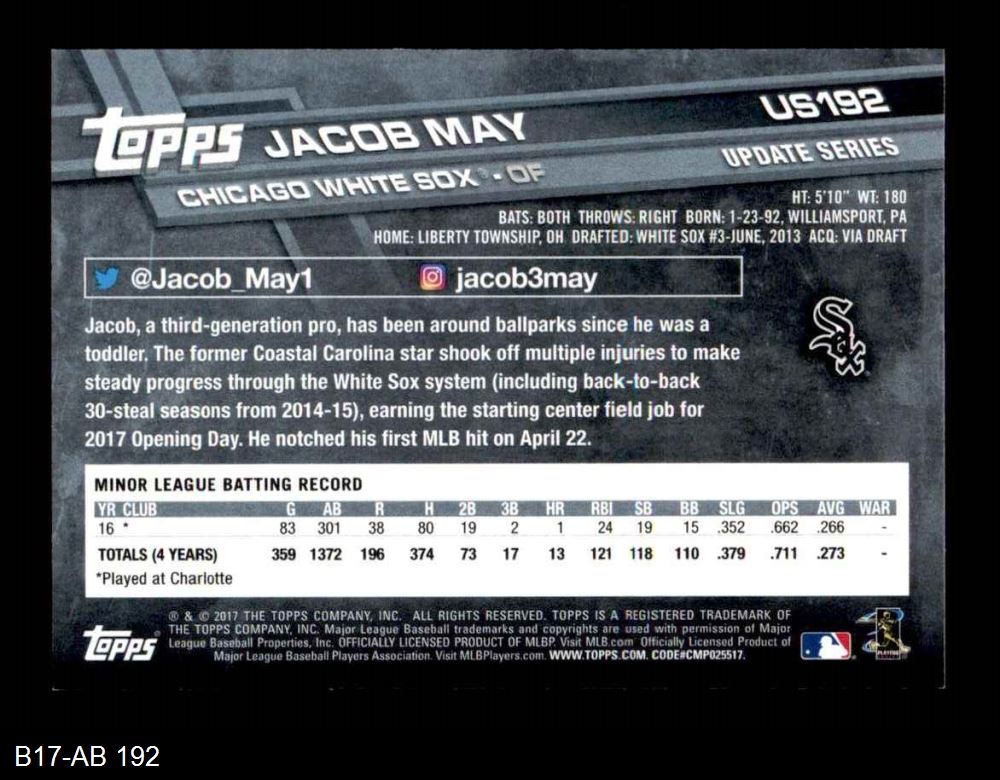 TOPPS JACOB MAY US192
CHICAGO WHITE SOX® - OF UPDATE SERIES
HT: 5'10" WT: 180
BATS: BOTH THROWS: RIGHT BORN: 1-23-92, WILLIAMSPORT, PA
HOME: LIBERTY TOWNSHIP, OH DRAFTED: WHITE SOX #3-JUNE, 2013 ACQ: VIA DRAFT
@Jacob_May1 jacob3may
Jacob, a third-generation pro, has been around ballparks since he was a
toddler. The former Coastal Carolina star shook off multiple injuries to make
steady progress through the White Sox system (including back-to-back
30-steal seasons from 2014-15), earning the starting center field job for
2017 Opening Day. He notched his first MLB hit on April 22.
Sox
MINOR LEAGUE BATTING RECORD
YR CLUB G AB R H 2B 3B HR RBI SB BB SLG OPS AVG WAR
16 * 83 301 38 80 19 2 1 24 19 15 .352 .662 .266 -
TOTALS (4 YEARS) 359 1372 196 374 73 17 13 121 118 110 .379 .711 .273 -
*Played at Charlotte
® & © 2017 THE TOPPS COMPANY, INC. ALL RIGHTS RESERVED. TOPPS IS A REGISTERED TRADEMARK OF
THE TOPPS COMPANY, INC. Major League Baseball trademarks and copyrights are used with permission of Major
League Baseball Properties, Inc. OFFICIALLY LICENSED PRODUCT OF MLBP. Visit MLB.com Officially Licensed Product of
Major League Baseball Players Association. Visit MLBPlayers.com. WWW.TOPPS.COM. CODE#CMP025517.
TOPPS®
B17-AB 192